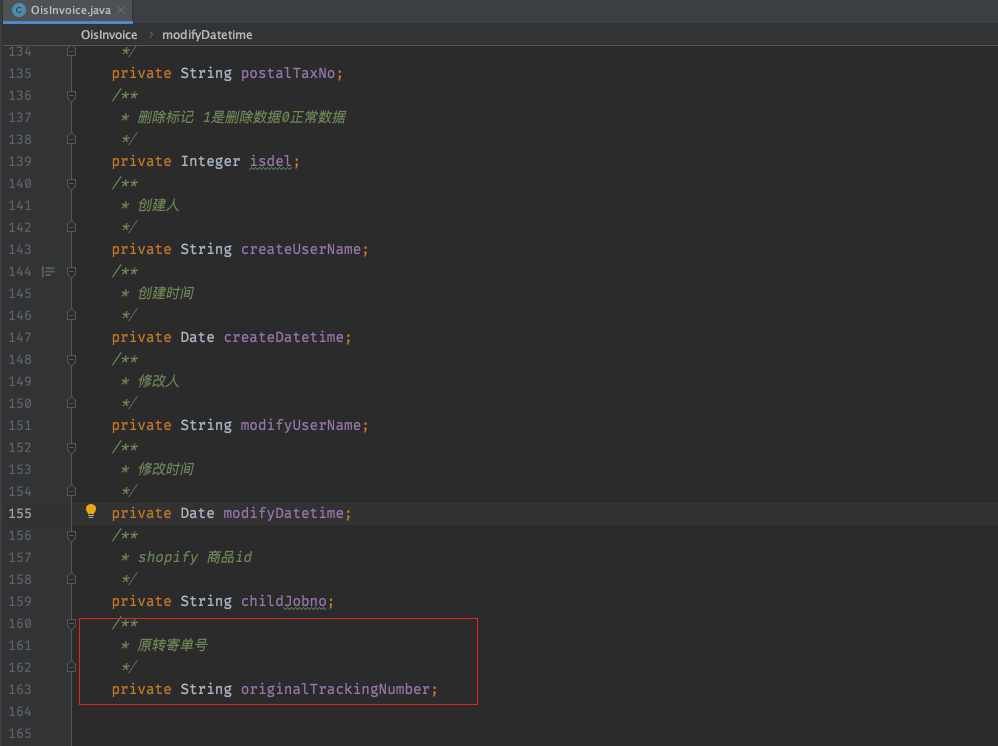 OisInvoice.java
OisInvoice > modifyDatetime
134 */
135 private String postalTaxNo;
136 /**
137 * 删除标记 1是删除数据0正常数据
138 */
139 private Integer isdel;
140 /**
141 * 创建人
142 */
143 private String createUserName;
144 /**
145 * 创建时间
146 */
147 private Date createDatetime;
148 /**
149 * 修改人
150 */
151 private String modifyUserName;
152 /**
153 * 修改时间
154 */
155 private Date modifyDatetime;
156 /**
157 * shopify 商品id
158 */
159 private String childJobno;
160 /**
161 * 原转寄单号
162 */
163 private String originalTrackingNumber;
164
165